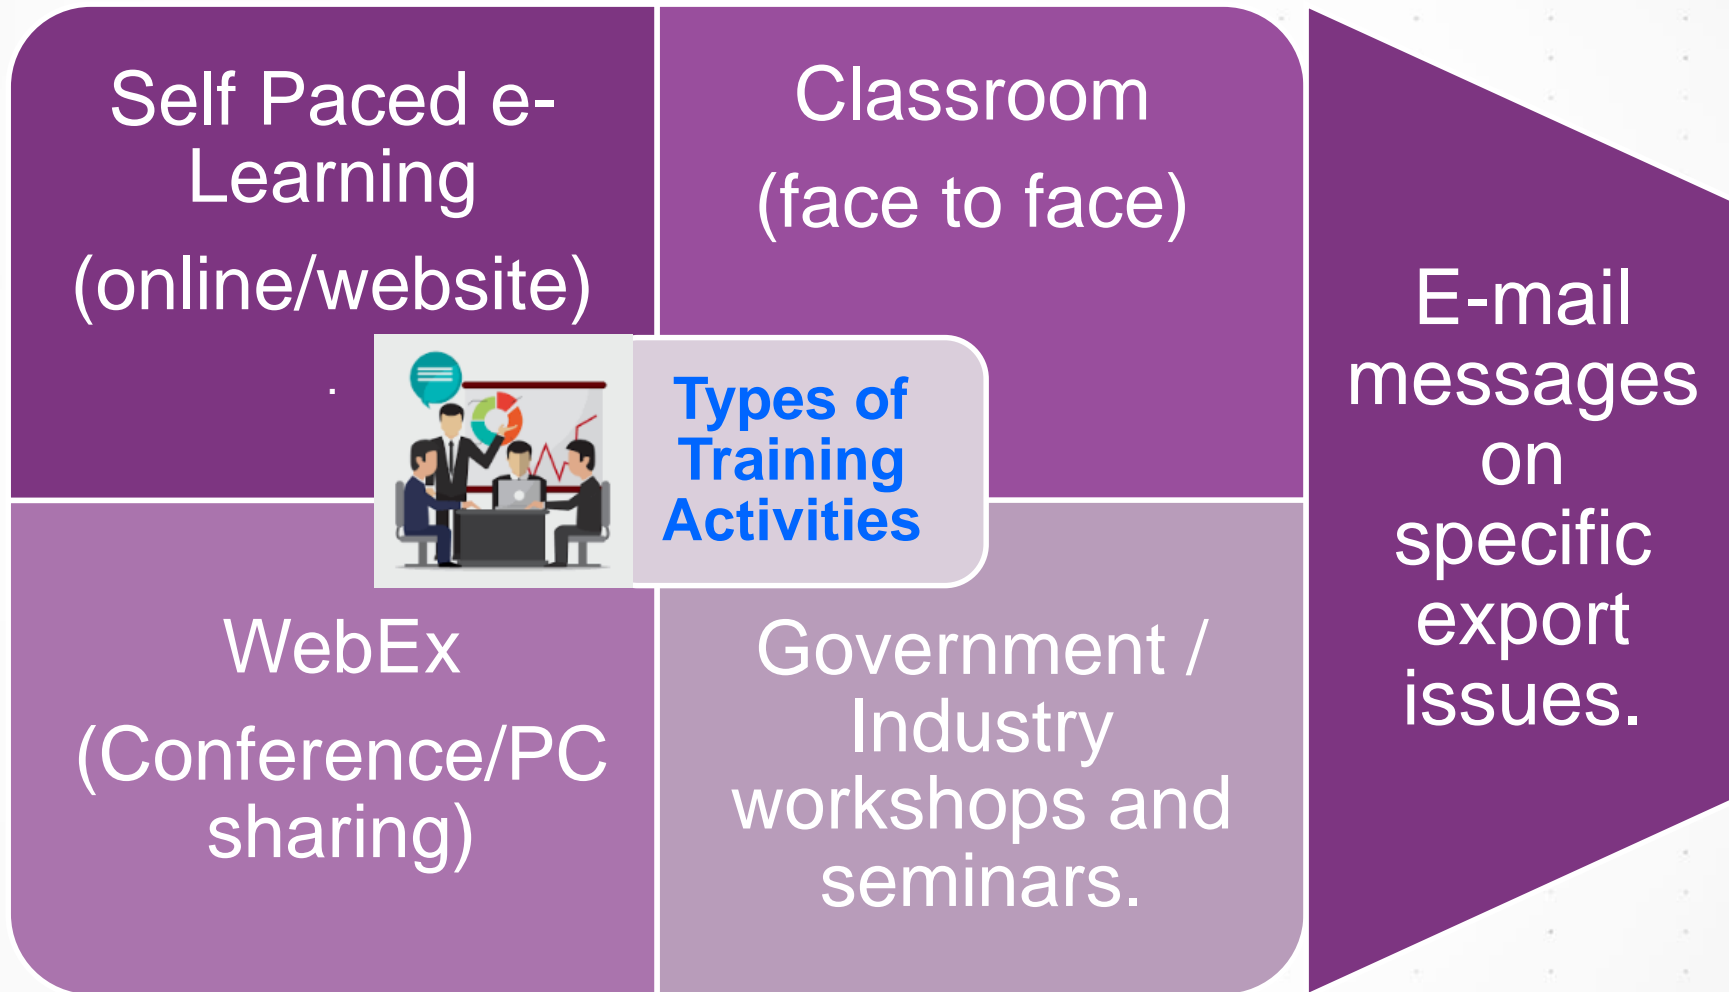 Self Paced e-
Learning
(online/website)
.
Classroom
(face to face)
Types of
Training
Activities
WebEx
(Conference/PC
sharing)
Government /
Industry
workshops and
seminars.
E-mail
messages
on
specific
export
issues.